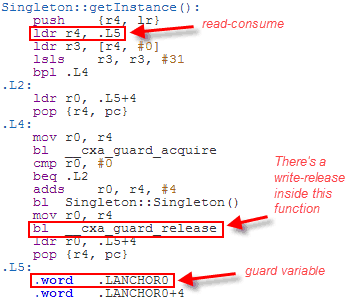 Singleton::getInstance():
push {r4, lr}
ldr r4, .L5
read-consume
ldr r3, [r4, #0]
lsls r3, r3, #31
bpl .L4
.L2:
ldr r0, .L5+4
pop {r4, pc}
.L4:
mov r0, r4
bl __cxa_guard_acquire
cmp r0, #0
beq .L2
adds r0, r4, #4
bl Singleton::Singleton()
mov r0, r4
bl __cxa_guard_release
There's a
write-release
inside this
function
ldr r0, .L5+4
pop {r4, pc}
.L5:
guard variable
.word .LANCHOR0
.word .LANCHOR0+4